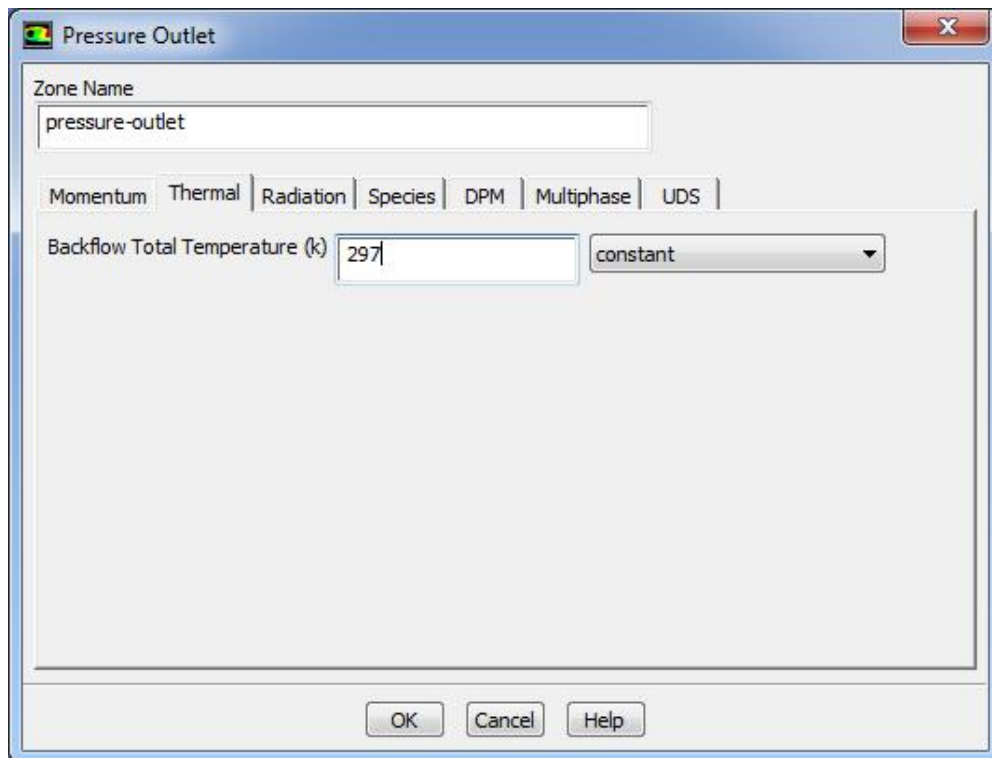 Pressure Outlet
Zone Name
pressure-outlet
Momentum Thermal Radiation Species DPM Multiphase UDS
Backflow Total Temperature (k) 297 constant
OK Cancel Help